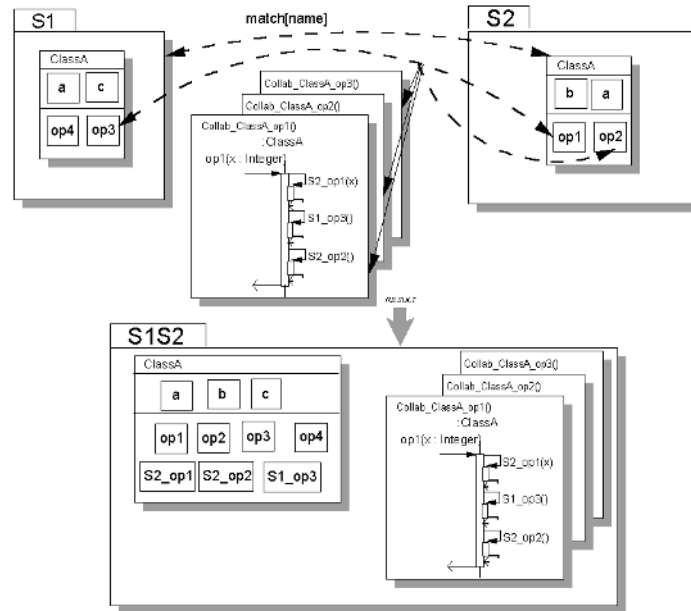 S1
match[name]
S2
ClassA
a c
op4 op3
Collab_ClassA_op3()
Collab_ClassA_op2()
Collab_ClassA_op1()
:ClassA
op1(x : Integer)
S2_op1(x)
S1_op3()
S2_op2()
ClassA
b a
op1 op2
RESULT
S1S2
ClassA
a b c
op1 op2 op3 op4
S2_op1 S2_op2 S1_op3
Collab_ClassA_op3()
Collab_ClassA_op2()
Collab_ClassA_op1()
:ClassA
op1(x : Integer)
S2_op1(x)
S1_op3()
S2_op2()